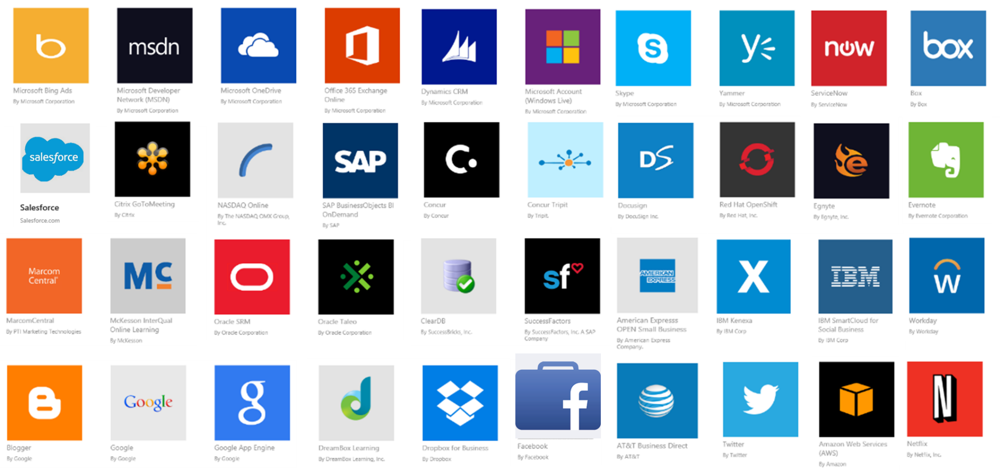 b
msdn
Microsoft Bing Ads
By Microsoft Corporation
Microsoft Developer
Network (MSDN)
By Microsoft Corporation
Microsoft OneDrive
By Microsoft Corporation
Office 365 Exchange
Online
By Microsoft Corporation
Dynamics CRM
By Microsoft Corporation
Microsoft Account
(Windows Live)
By Microsoft Corporation
S
Skype
By Microsoft Corporation
y
Yammer
By Microsoft Corporation
now
ServiceNow
By ServiceNow
box
Box
By Box
salesforce
Salesforce
Salesforce.com
Citrix GoToMeeting
By Citrix
NASDAQ Online
By The NASDAQ OMX Group,
Inc.
SAP
SAP BusinessObjects BI
OnDemand
By SAP
C.
Concur
By Concur
Concur Tripit
By Tripit.
DS
Docusign
By DocuSign Inc.
Red Hat OpenShift
By Red Hat, Inc.
e
Egnyte
By Egnyte, Inc.
Evernote
By Evernote Corporation
Marcom
Central
MarcomCentral
By PTI Marketing Technologies
Mc
McKesson InterQual
Online Learning
By McKesson
Oracle SRM
By Oracle Corporation
Oracle Taleo
By Oracle Corporation
ClearDB
By SuccessBricks, Inc.
sf
SuccessFactors
By SuccessFactors, Inc. A SAP
Company
AMERICAN
EXPRESS
American Expresss
OPEN Small Business
By American Express
Company.
X
IBM Kenexa
By IBM Corp
IBM
IBM SmartCloud for
Social Business
By IBM Corp
w
Workday
By Workday
B
Blogger
By Google
Google
Google
By Google
g
Google App Engine
By Google
d
DreamBox Learning
By DreamBox Learning, Inc.
Dropbox for Business
By Dropbox
f
Facebook
By Facebook
AT&T Business Direct
By AT&T
Twitter
By Twitter
Amazon Web Services
(AWS)
By Amazon
N
Netflix
By Netflix, Inc.